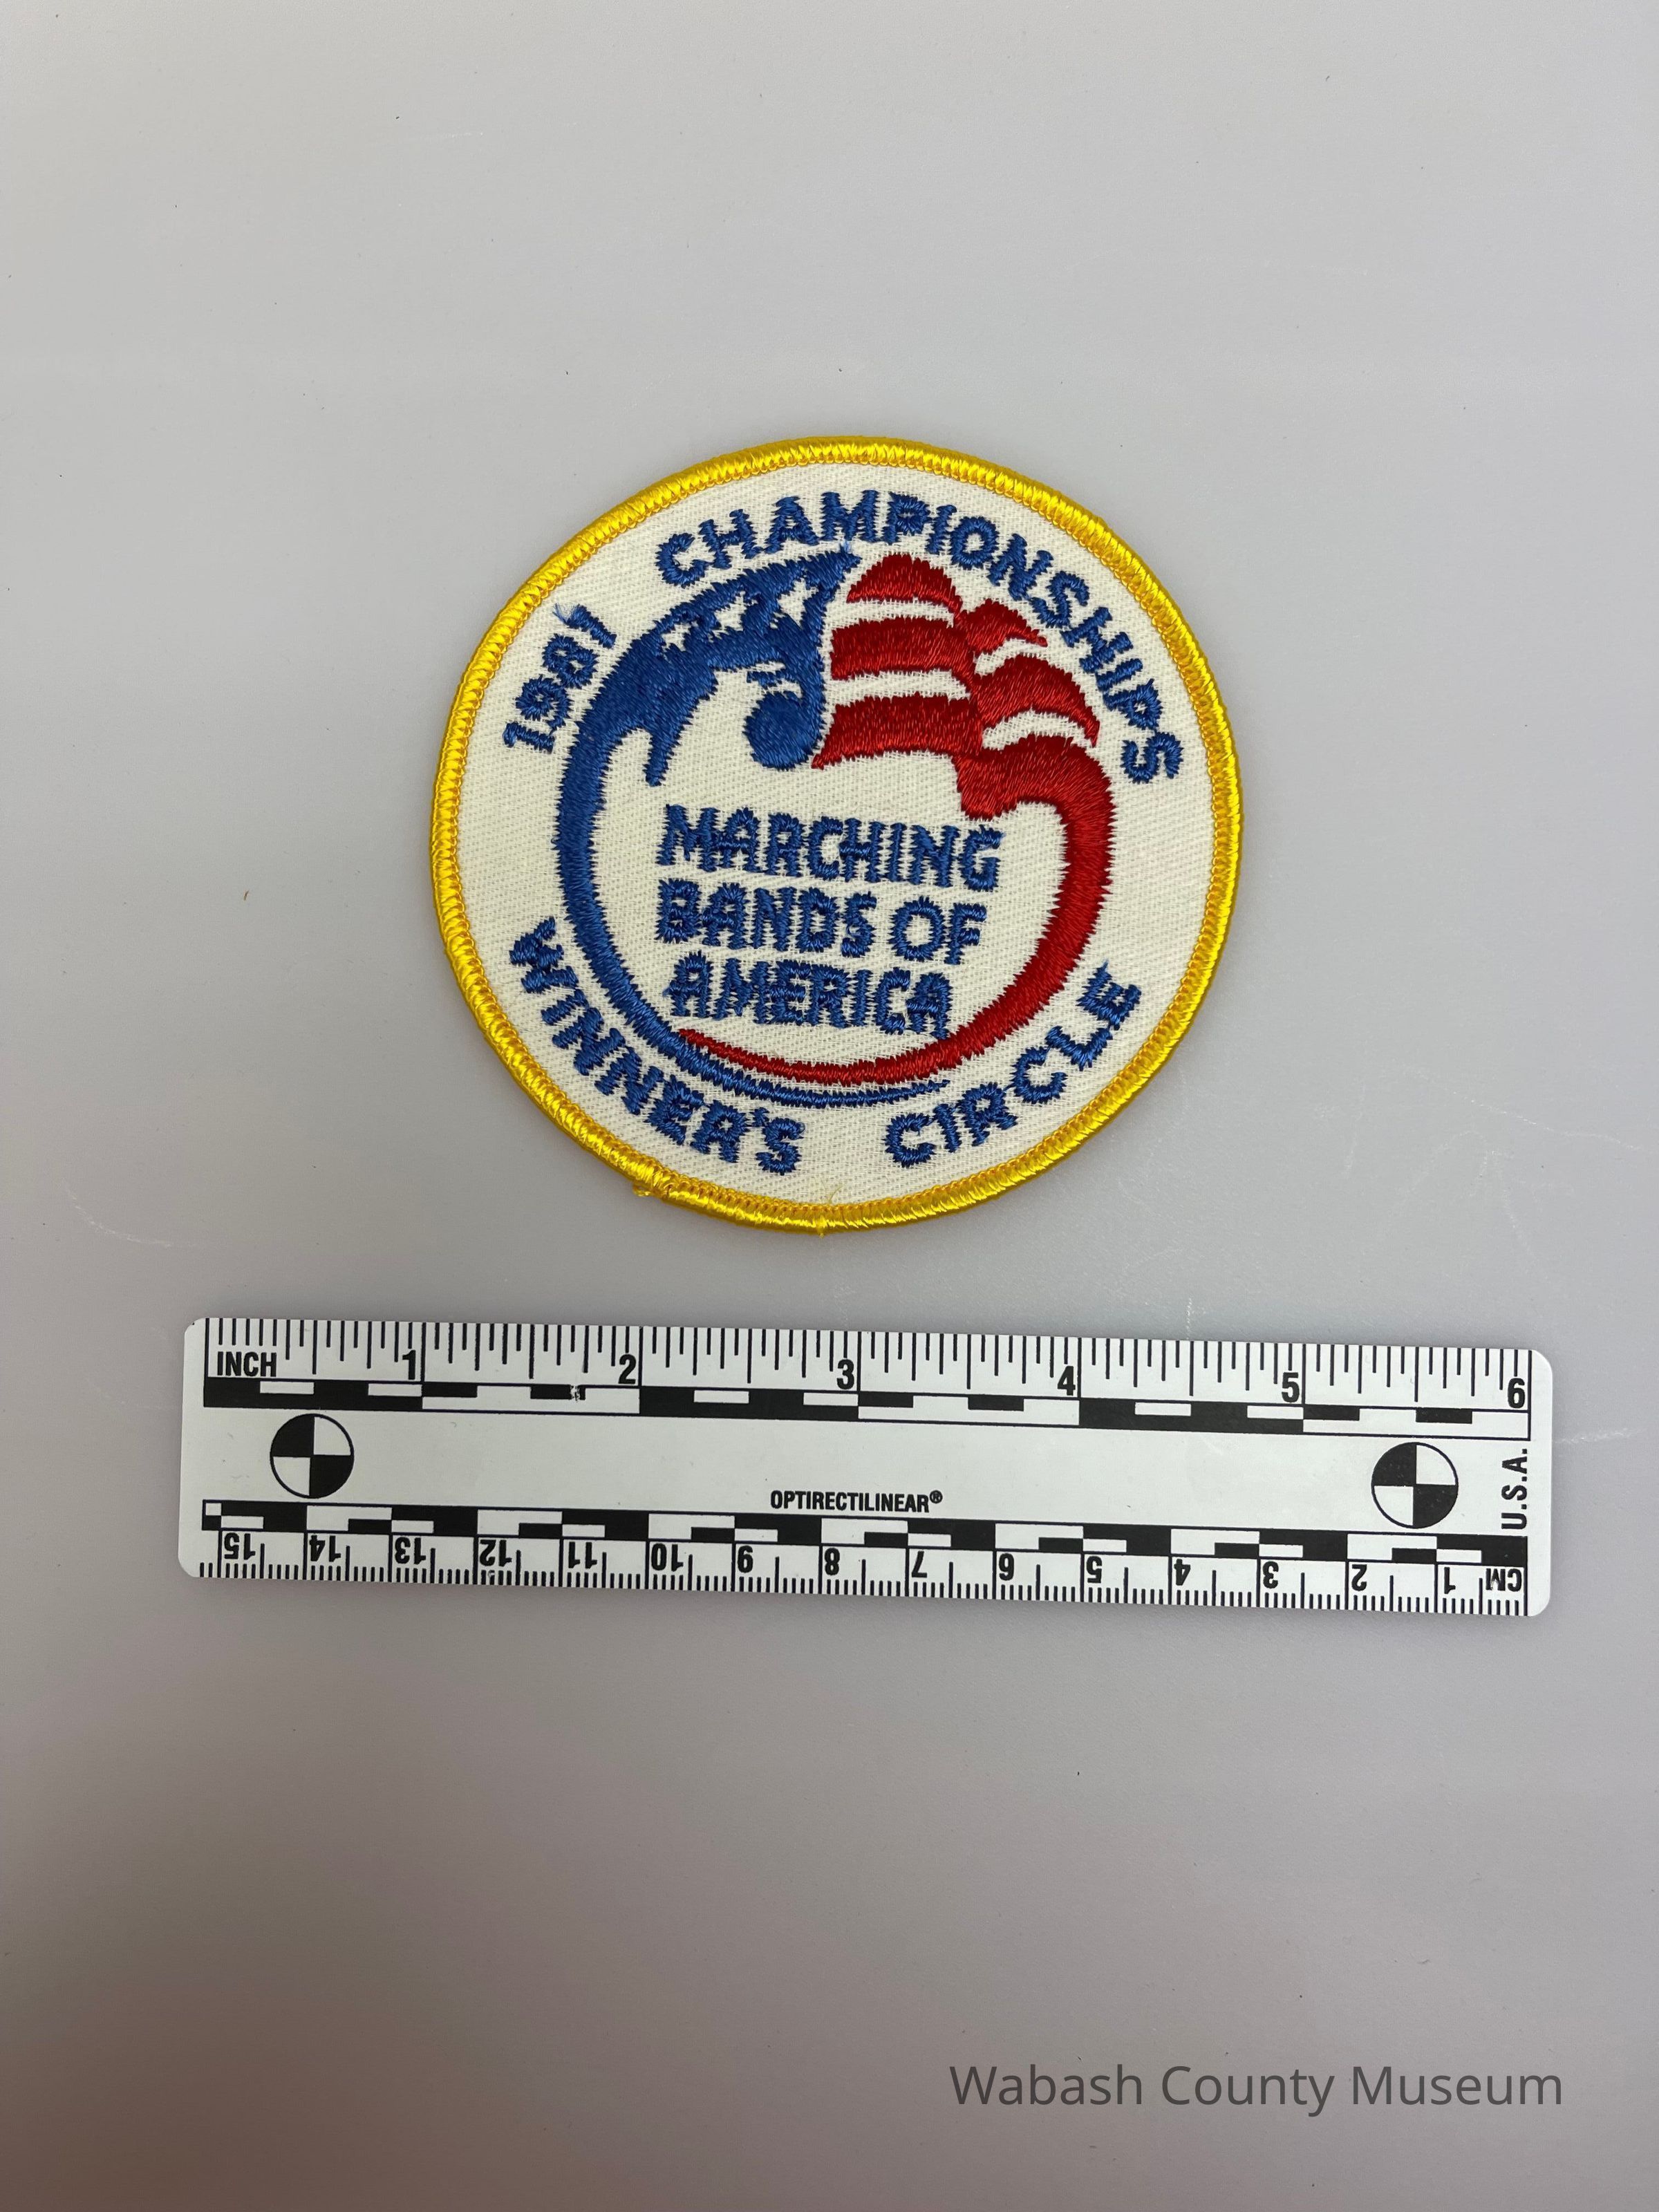 1981 CHAMPIONSHIPS
MARCHING
BANDS OF
AMERICA
WINNER'S CIRCLE
INCH 1 2 3 4 5 6
OPTIRECTILINEAR®
U.S.A.
15 14 13 12 11 10 9 8 7 6 5 4 3 2 1 CM
Wabash County Museum